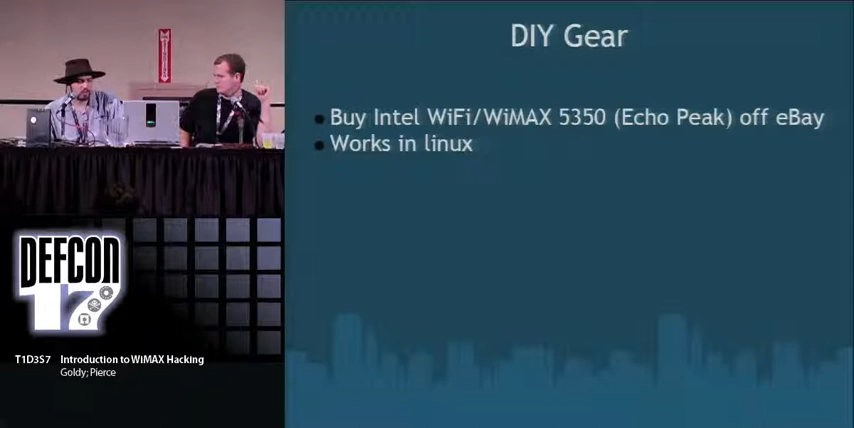 DIY Gear
Buy Intel WiFi/WiMAX 5350 (Echo Peak) off eBay
Works in linux
DEFCON
17
T1D3S7 Introduction to WiMAX Hacking
Goldy; Pierce